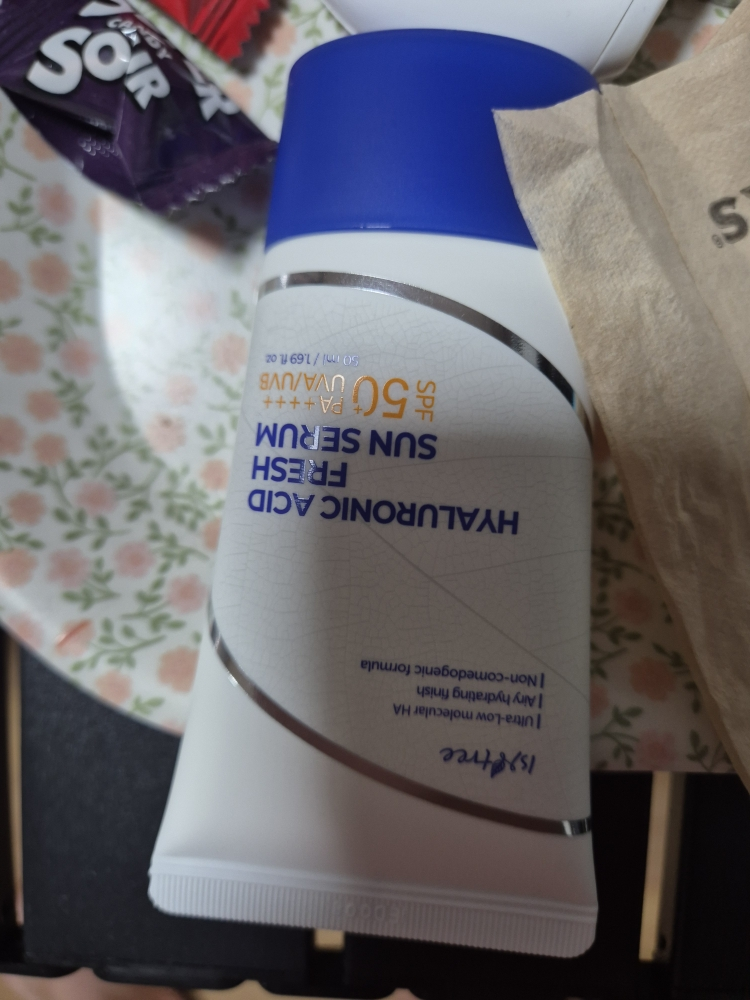 Isntree
Ultra-Low molecular HA
Airy hydrating finish
Non-comedogenic formula
HYALURONIC ACID
FRESH
SUN SERUM
SPF 50+ PA++++
UVA/UVB
50 ml / 1.69 fl. oz.
CANDY
SOIR